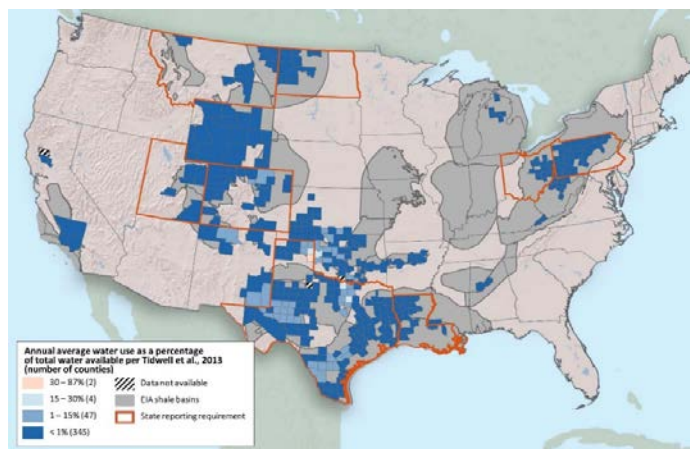 Annual average water use as a percentage
of total water available per Tidwell et al., 2013
(number of counties)
30 – 87% (2)
15 – 30% (4)
1 – 15% (47)
< 1% (345)
Data not available
EIA shale basins
State reporting requirement